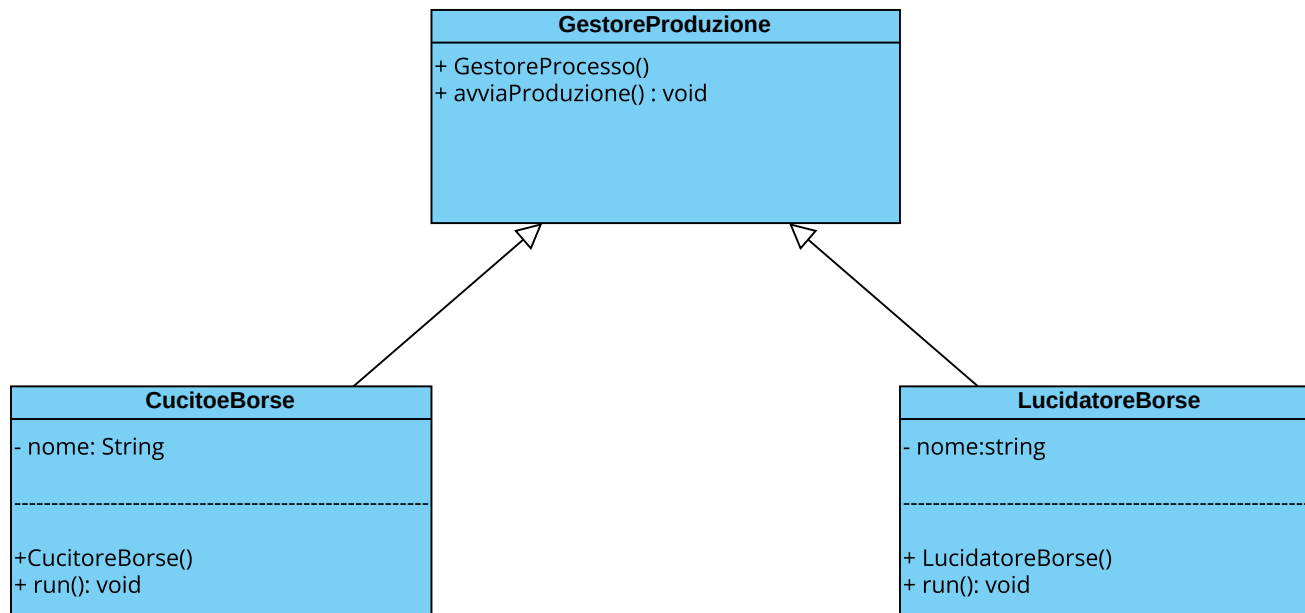 GestoreProduzione
+ GestoreProcesso()
+ avviaProduzione() : void
CucitoeBorse
- nome: String
+CucitoreBorse()
+ run(): void
LucidatoreBorse
- nome:string
+ LucidatoreBorse()
+ run(): void